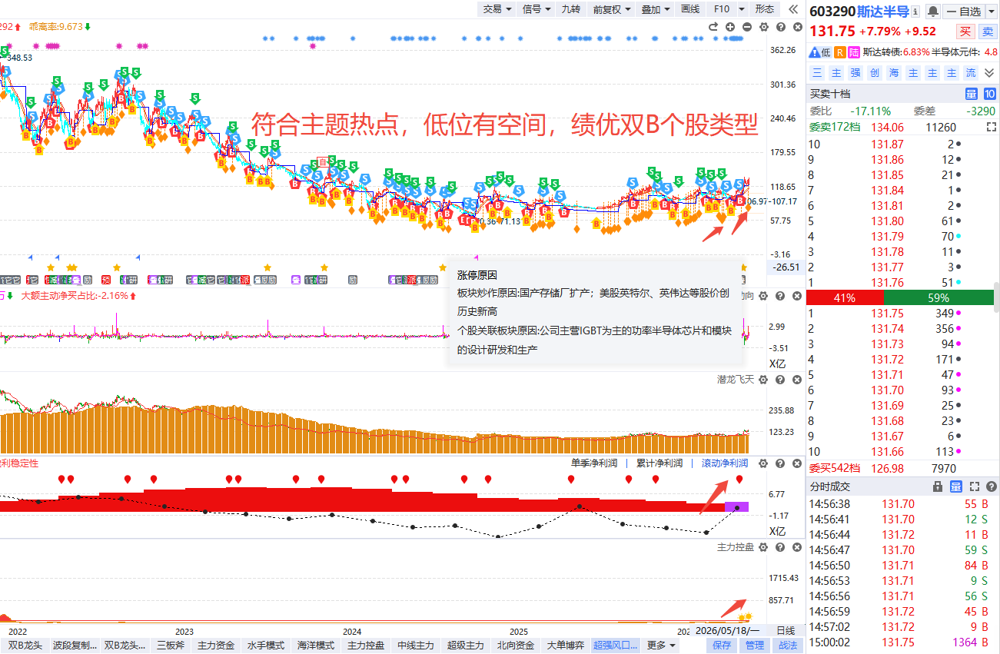 交易 信号 九转 前复权 叠加 画线 F10 形态
603290 斯达半导 自选
292 乖离率:9.673
131.75 +7.79% +9.52 买 卖
低 R 陆 斯达转债:6.83% 半导体元件: 4.8
三 主 强 创 海 主 主 主 流
348.53
362.26
301.36
240.46
179.55
118.65
57.75
-3.16
-26.51
符合主题热点，低位有空间，绩优双B个股类型
06.97-107.17
0.36-71.13
买卖十档 量 10
委比 -17.11% 委差 -3290
委卖172档 134.06 11260
10 131.87 2
9 131.86 12
8 131.85 21
7 131.84 1
6 131.81 2
5 131.80 61
4 131.79 70
3 131.78 11
2 131.77 3
1 131.76 51
41% 59%
1 131.75 349
2 131.74 356
3 131.73 94
4 131.72 171
5 131.71 47
6 131.70 93
7 131.69 25
8 131.68 23
9 131.67 6
10 131.66 113
委买542档 126.98 7970
涨停原因
板块炒作原因:国产存储厂扩产；美股英特尔、英伟达等股价创
历史新高
个股关联板块原因:公司主营IGBT为主的功率半导体芯片和模块
的设计研发和生产
大额主动净买占比:-2.16%
动向
2.99
-3.51
X亿
潜龙飞天
235.88
123.23
利稳定性 单季净利润 | 累计净利润 | 滚动净利润
6.77
-1.17
X亿
主力控盘
1715.43
857.71
分时成交 量
14:56:38 131.70 55 B
14:56:41 131.70 12 S
14:56:44 131.72 11 B
14:56:47 131.70 59 S
14:56:50 131.71 84 B
14:56:53 131.71 9 S
14:56:56 131.71 56 S
14:56:59 131.72 45 B
14:57:02 131.72 9 B
15:00:02 131.75 1364 B
2022 2023 2024 2025 2026/05/18/一 日线
双B龙头 波段复制... 双B龙头... 三板斧 主力资金 水手模式 海洋模式 主力控盘 中线主力 超级主力 北向资金 大单博弈 超强风口... 更多 保存 管理 战法